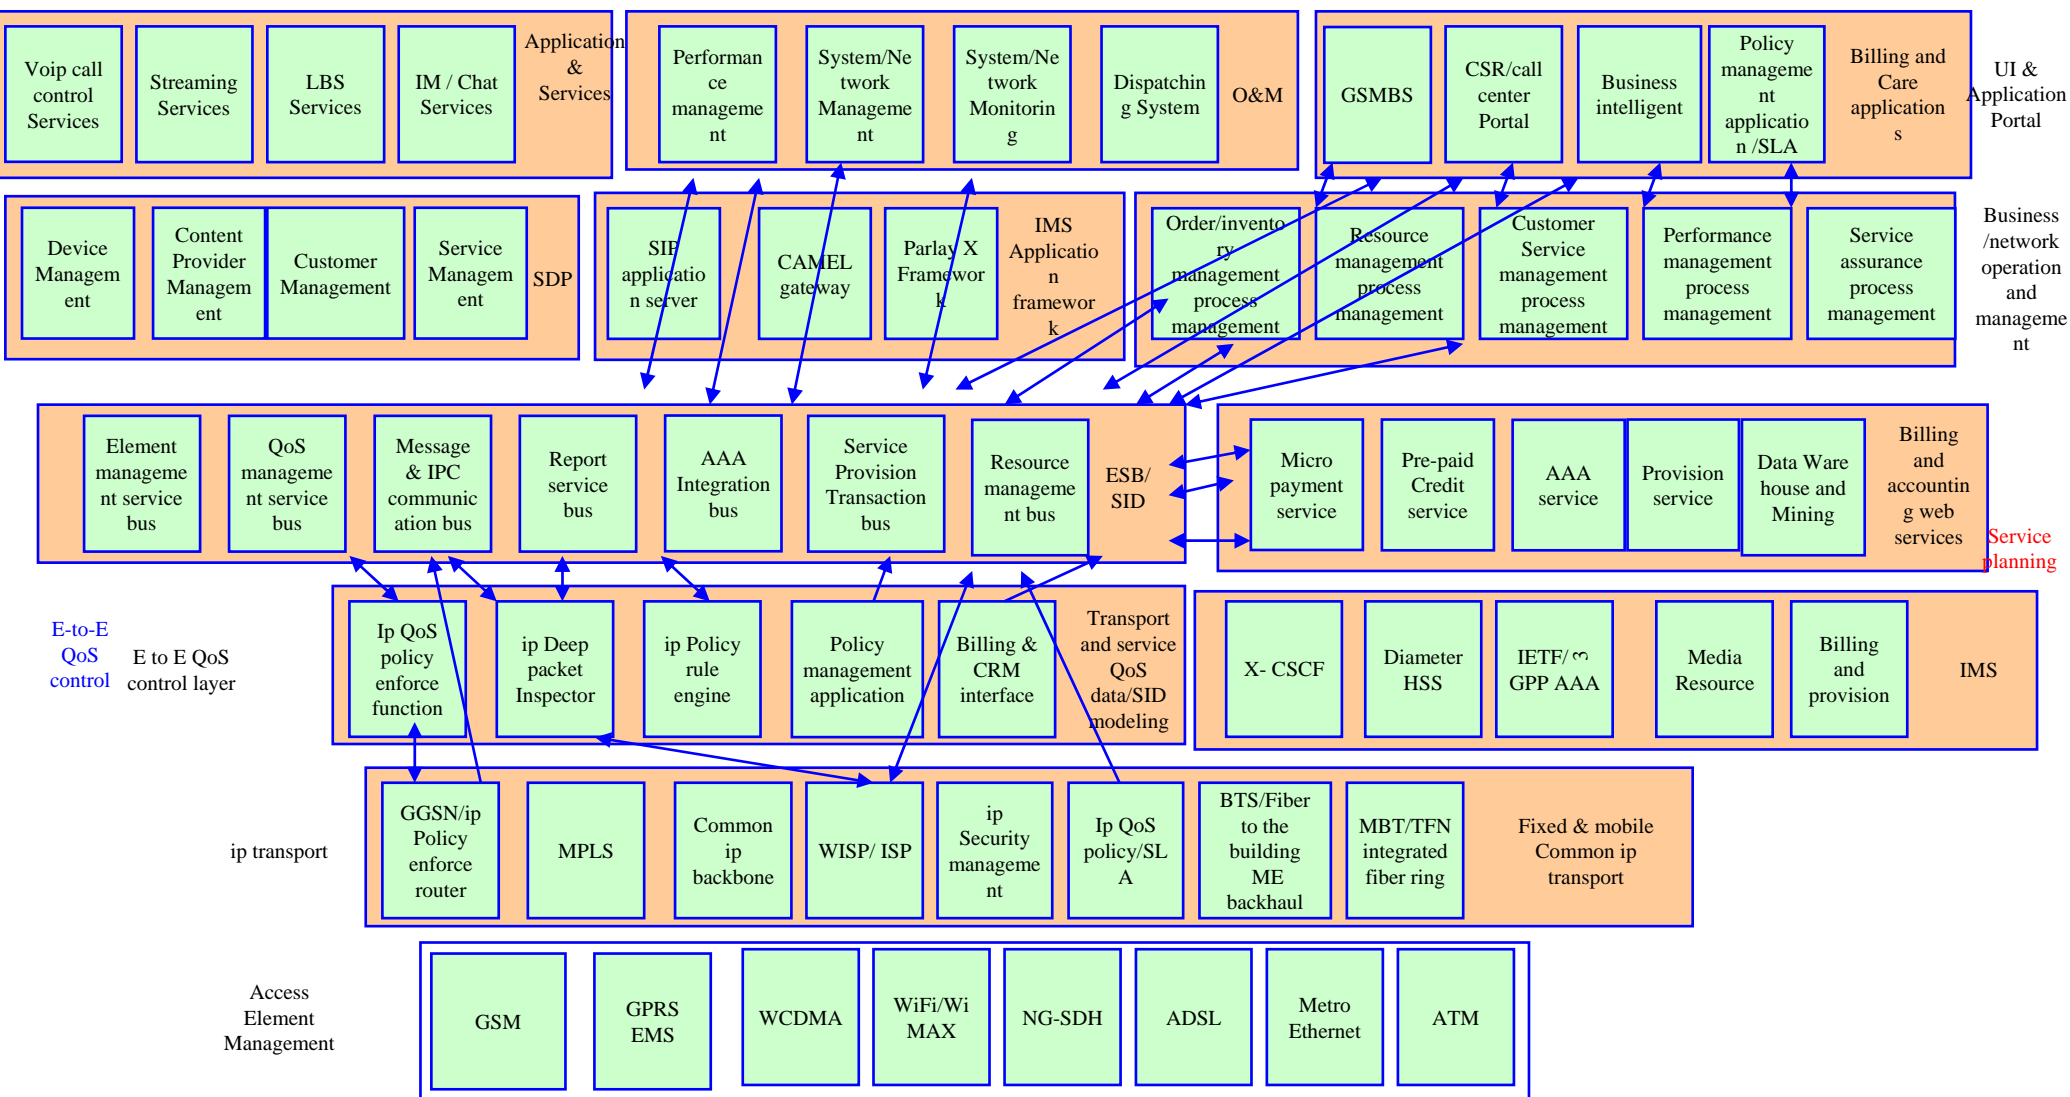 Voip call
control
Services
Streaming
Services
LBS
Services
IM / Chat
Services
Application
&
Services
Performan
ce
manageme
nt
System/Ne
twork
Manageme
nt
System/Ne
twork
Monitorin
g
Dispatchin
g System
O&M
GSMBS
CSR/call
center
Portal
Business
intelligent
Policy
manageme
nt
applicatio
n /SLA
Billing and
Care
application
s
UI &
Application
Portal
Device
Managem
ent
Content
Provider
Managem
ent
Customer
Management
Service
Managem
ent
SDP
SIP
applicatio
n server
CAMEL
gateway
Parlay X
Framewor
k
IMS
Applicatio
n
framewor
k
Order/invento
ry
management
process
management
Resource
management
process
management
Customer
Service
management
process
management
Performance
management
process
management
Service
assurance
process
management
Business
/network
operation
and
manageme
nt
Element
manageme
nt service
bus
QoS
manageme
nt service
bus
Message
& IPC
communic
ation bus
Report
service
bus
AAA
Integration
bus
Service
Provision
Transaction
bus
Resource
manageme
nt bus
ESB/
SID
Micro
payment
service
Pre-paid
Credit
service
AAA
service
Provision
service
Data Ware
house and
Mining
Billing
and
accountin
g web
services
Service
planning
E-to-E
QoS
control
E to E QoS
control layer
Ip QoS
policy
enforce
function
ip Deep
packet
Inspector
ip Policy
rule
engine
Policy
management
application
Billing &
CRM
interface
Transport
and service
QoS
data/SID
modeling
X- CSCF
Diameter
HSS
IETF/ 3
GPP AAA
Media
Resource
Billing
and
provision
IMS
ip transport
GGSN/ip
Policy
enforce
router
MPLS
Common
ip
backbone
WISP/ ISP
ip
Security
manageme
nt
Ip QoS
policy/SL
A
BTS/Fiber
to the
building
ME
backhaul
MBT/TFN
integrated
fiber ring
Fixed & mobile
Common ip
transport
Access
Element
Management
GSM
GPRS
EMS
WCDMA
WiFi/Wi
MAX
NG-SDH
ADSL
Metro
Ethernet
ATM